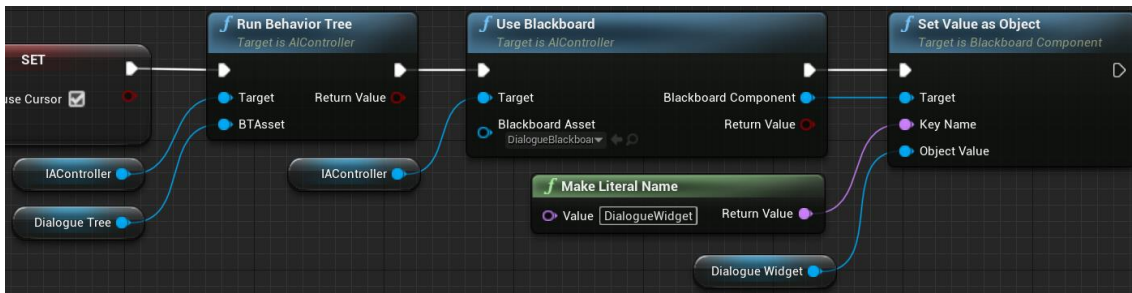 SET
use Cursor
f Run Behavior Tree
Target is AIController
Target
Return Value
BTAsset
IAController
Dialogue Tree
f Use Blackboard
Target is AIController
Target
Blackboard Component
Blackboard Asset
Return Value
DialogueBlackboar
IAController
f Make Literal Name
Value DialogueWidget Return Value
Dialogue Widget
f Set Value as Object
Target is Blackboard Component
Target
Key Name
Object Value